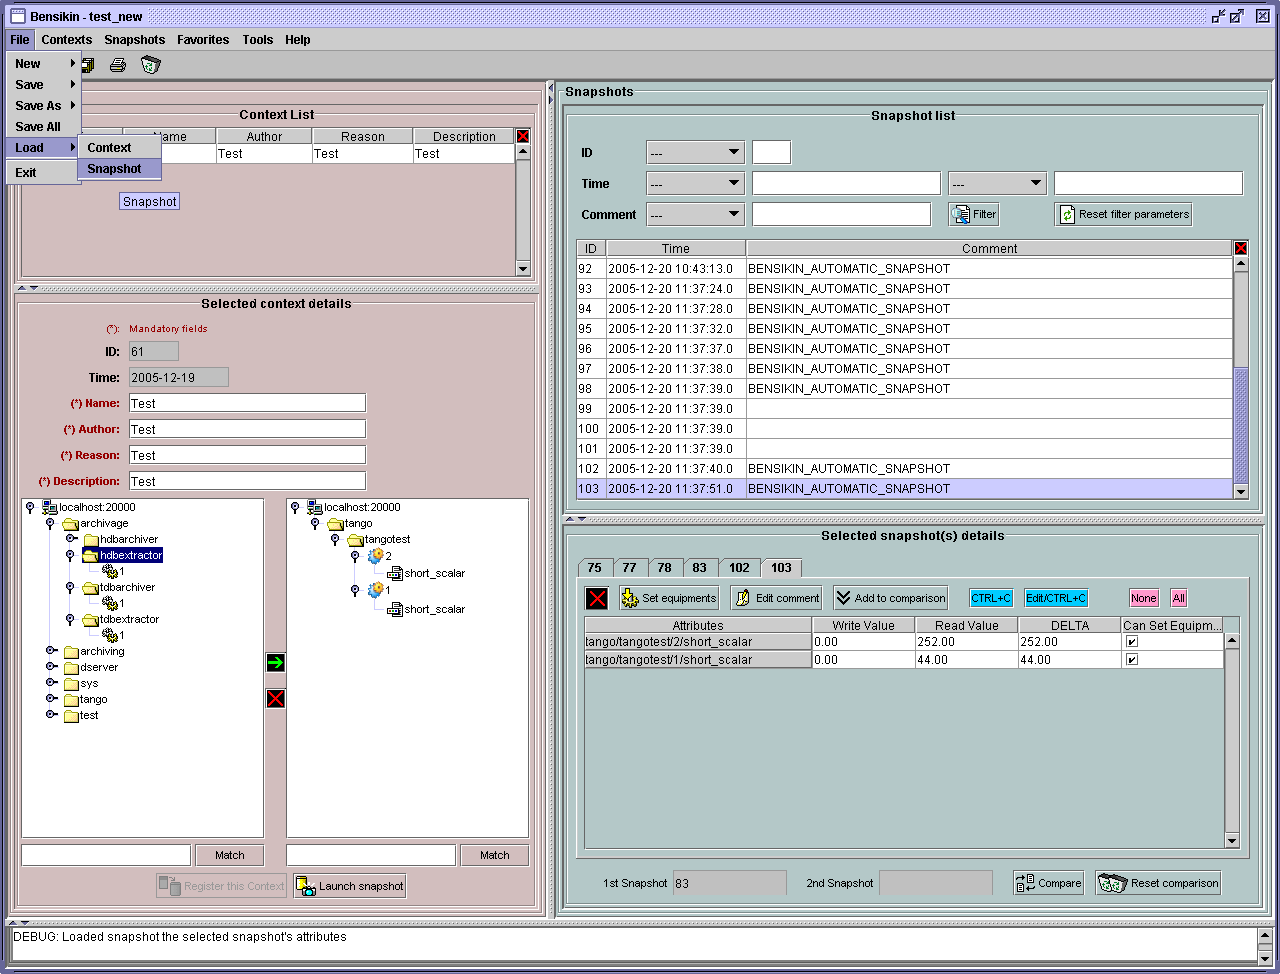 Bensikin - test_new
File Contexts Snapshots Favorites Tools Help
New
Save
Save As
Save All
Load
Exit
Context
Snapshot
Snapshot
Context List
Name Author Reason Description
Test Test Test
Selected context details
(*): Mandatory fields
ID: 61
Time: 2005-12-19
(*) Name: Test
(*) Author: Test
(*) Reason: Test
(*) Description: Test
localhost:20000
archivage
hdbarchiver
hdbextractor
1
tdbarchiver
1
tdbextractor
1
archiving
dserver
sys
tango
test
localhost:20000
tango
tangotest
2
short_scalar
1
short_scalar
Match Match
Register this Context Launch snapshot
Snapshots
Snapshot list
ID ---
Time --- ---
Comment --- Filter Reset filter parameters
ID Time Comment
92 2005-12-20 10:43:13.0 BENSIKIN_AUTOMATIC_SNAPSHOT
93 2005-12-20 11:37:24.0 BENSIKIN_AUTOMATIC_SNAPSHOT
94 2005-12-20 11:37:28.0 BENSIKIN_AUTOMATIC_SNAPSHOT
95 2005-12-20 11:37:32.0 BENSIKIN_AUTOMATIC_SNAPSHOT
96 2005-12-20 11:37:37.0 BENSIKIN_AUTOMATIC_SNAPSHOT
97 2005-12-20 11:37:38.0 BENSIKIN_AUTOMATIC_SNAPSHOT
98 2005-12-20 11:37:39.0 BENSIKIN_AUTOMATIC_SNAPSHOT
99 2005-12-20 11:37:39.0
100 2005-12-20 11:37:39.0
101 2005-12-20 11:37:39.0
102 2005-12-20 11:37:40.0 BENSIKIN_AUTOMATIC_SNAPSHOT
103 2005-12-20 11:37:51.0 BENSIKIN_AUTOMATIC_SNAPSHOT
Selected snapshot(s) details
75 77 78 83 102 103
Set equipments Edit comment Add to comparison CTRL+C Edit/CTRL+C None All
Attributes Write Value Read Value DELTA Can Set Equipm...
tango/tangotest/2/short_scalar 0.00 252.00 252.00
tango/tangotest/1/short_scalar 0.00 44.00 44.00
1st Snapshot 83 2nd Snapshot Compare Reset comparison
DEBUG: Loaded snapshot the selected snapshot's attributes